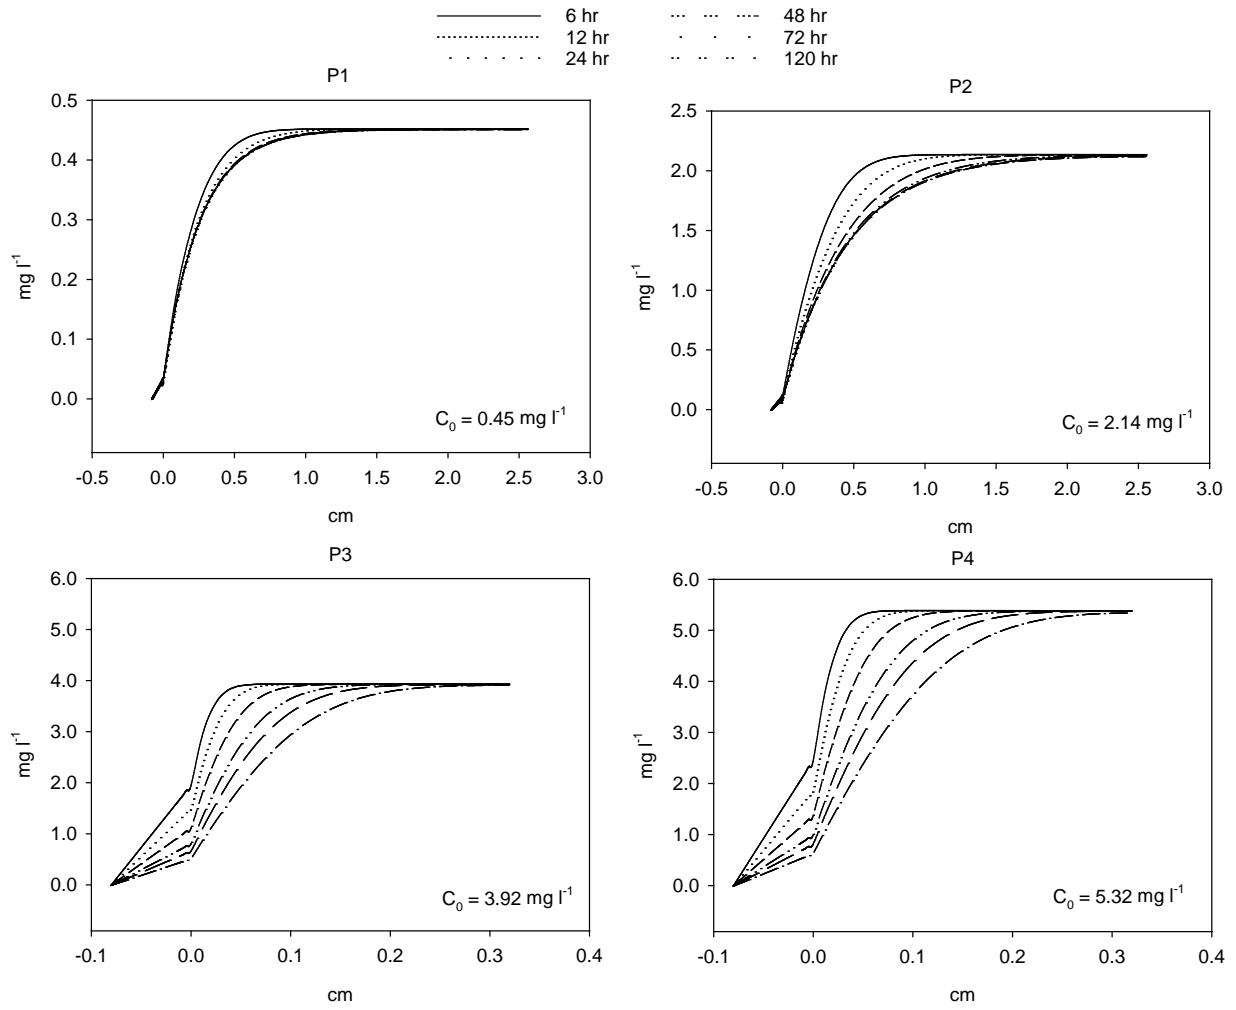 6 hr
12 hr
24 hr
48 hr
72 hr
120 hr
P1
0.5
0.4
0.3
0.2
0.1
0.0
mg l-1
C0 = 0.45 mg l-1
-0.5 0.0 0.5 1.0 1.5 2.0 2.5 3.0
cm
P2
2.5
2.0
1.5
1.0
0.5
0.0
mg l-1
C0 = 2.14 mg l-1
-0.5 0.0 0.5 1.0 1.5 2.0 2.5 3.0
cm
P3
6.0
5.0
4.0
3.0
2.0
1.0
0.0
mg l-1
C0 = 3.92 mg l-1
-0.1 0.0 0.1 0.2 0.3 0.4
cm
P4
6.0
5.0
4.0
3.0
2.0
1.0
0.0
mg l-1
C0 = 5.32 mg l-1
-0.1 0.0 0.1 0.2 0.3 0.4
cm